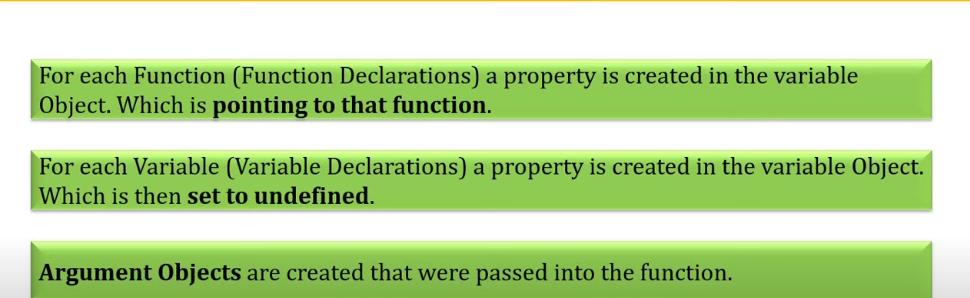 For each Function (Function Declarations) a property is created in the variable
Object. Which is pointing to that function.
For each Variable (Variable Declarations) a property is created in the variable Object.
Which is then set to undefined.
Argument Objects are created that were passed into the function.